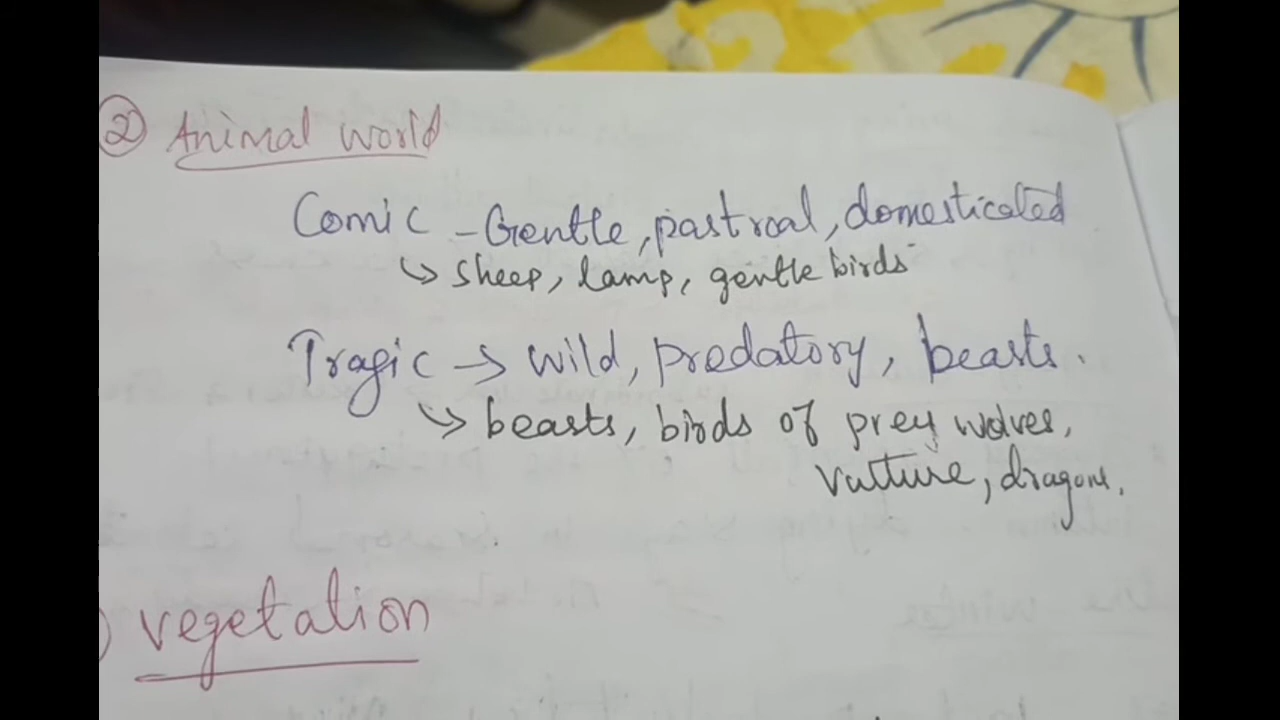 ② Animal world
Comic - Gentle, pastroal, domesticated
↳ sheep, lamp, gentle birds
Tragic → wild, predatory, beasts.
↳ beasts, birds of prey wolves,
vulture, dragons.
) vegetation